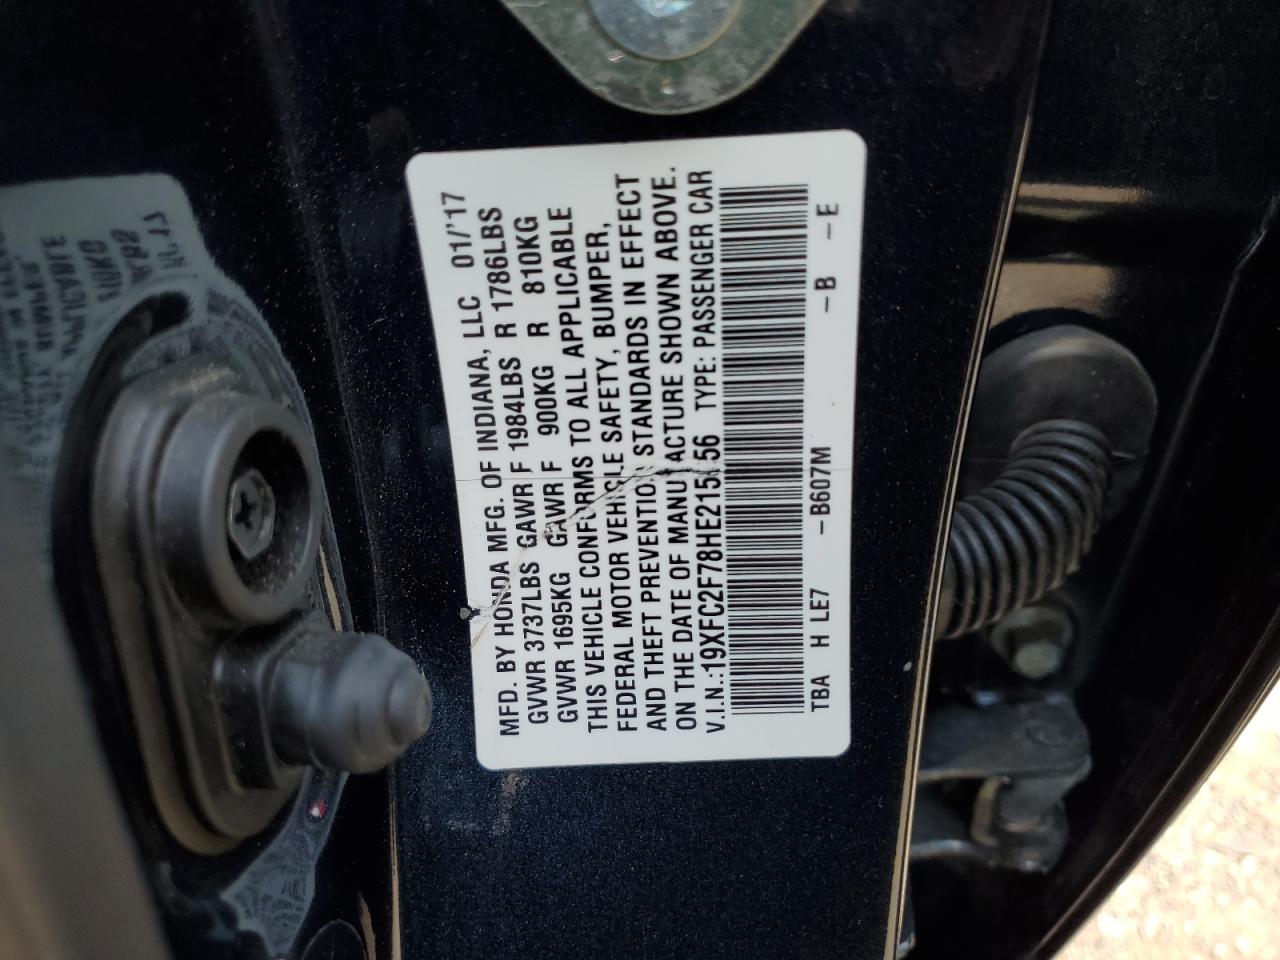 MFD. BY HONDA MFG. OF INDIANA, LLC 01/'17
GVWR 3737LBS GAWR F 1984LBS R 1786LBS
GVWR 1695KG GAWR F 900KG R 810KG
THIS VEHICLE CONFORMS TO ALL APPLICABLE
FEDERAL MOTOR VEHICLE SAFETY, BUMPER,
AND THEFT PREVENTION STANDARDS IN EFFECT
ON THE DATE OF MANUFACTURE SHOWN ABOVE.
V.I.N.: TYPE: PASSENGER CAR
TBA H LE7 -B607M -B -E